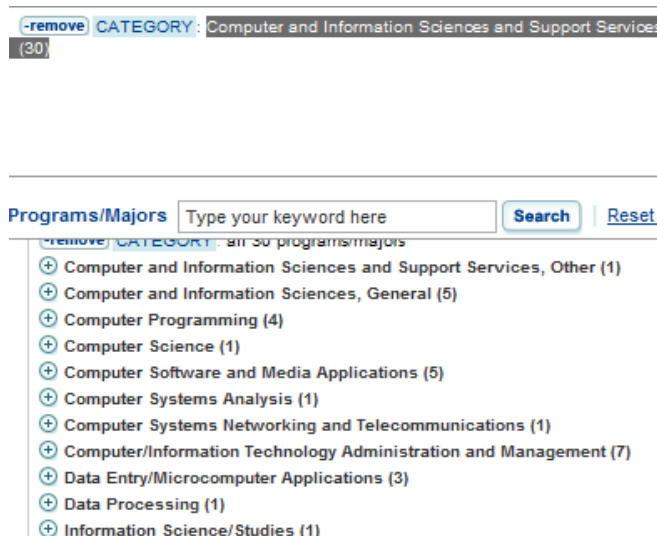 -remove CATEGORY: Computer and Information Sciences and Support Services
(30)
Programs/Majors Type your keyword here Search Reset
-remove CATEGORY: all 30 programs/majors
Computer and Information Sciences and Support Services, Other (1)
Computer and Information Sciences, General (5)
Computer Programming (4)
Computer Science (1)
Computer Software and Media Applications (5)
Computer Systems Analysis (1)
Computer Systems Networking and Telecommunications (1)
Computer/Information Technology Administration and Management (7)
Data Entry/Microcomputer Applications (3)
Data Processing (1)
Information Science/Studies (1)